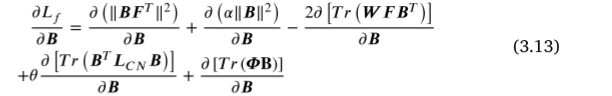 ∂L_f/∂B = ∂(‖BF^T‖²)/∂B + ∂(α‖B‖²)/∂B − 2∂[Tr(WFB^T)]/∂B
+θ ∂[Tr(B^T L_CN B)]/∂B + ∂[Tr(ΦB)]/∂B (3.13)